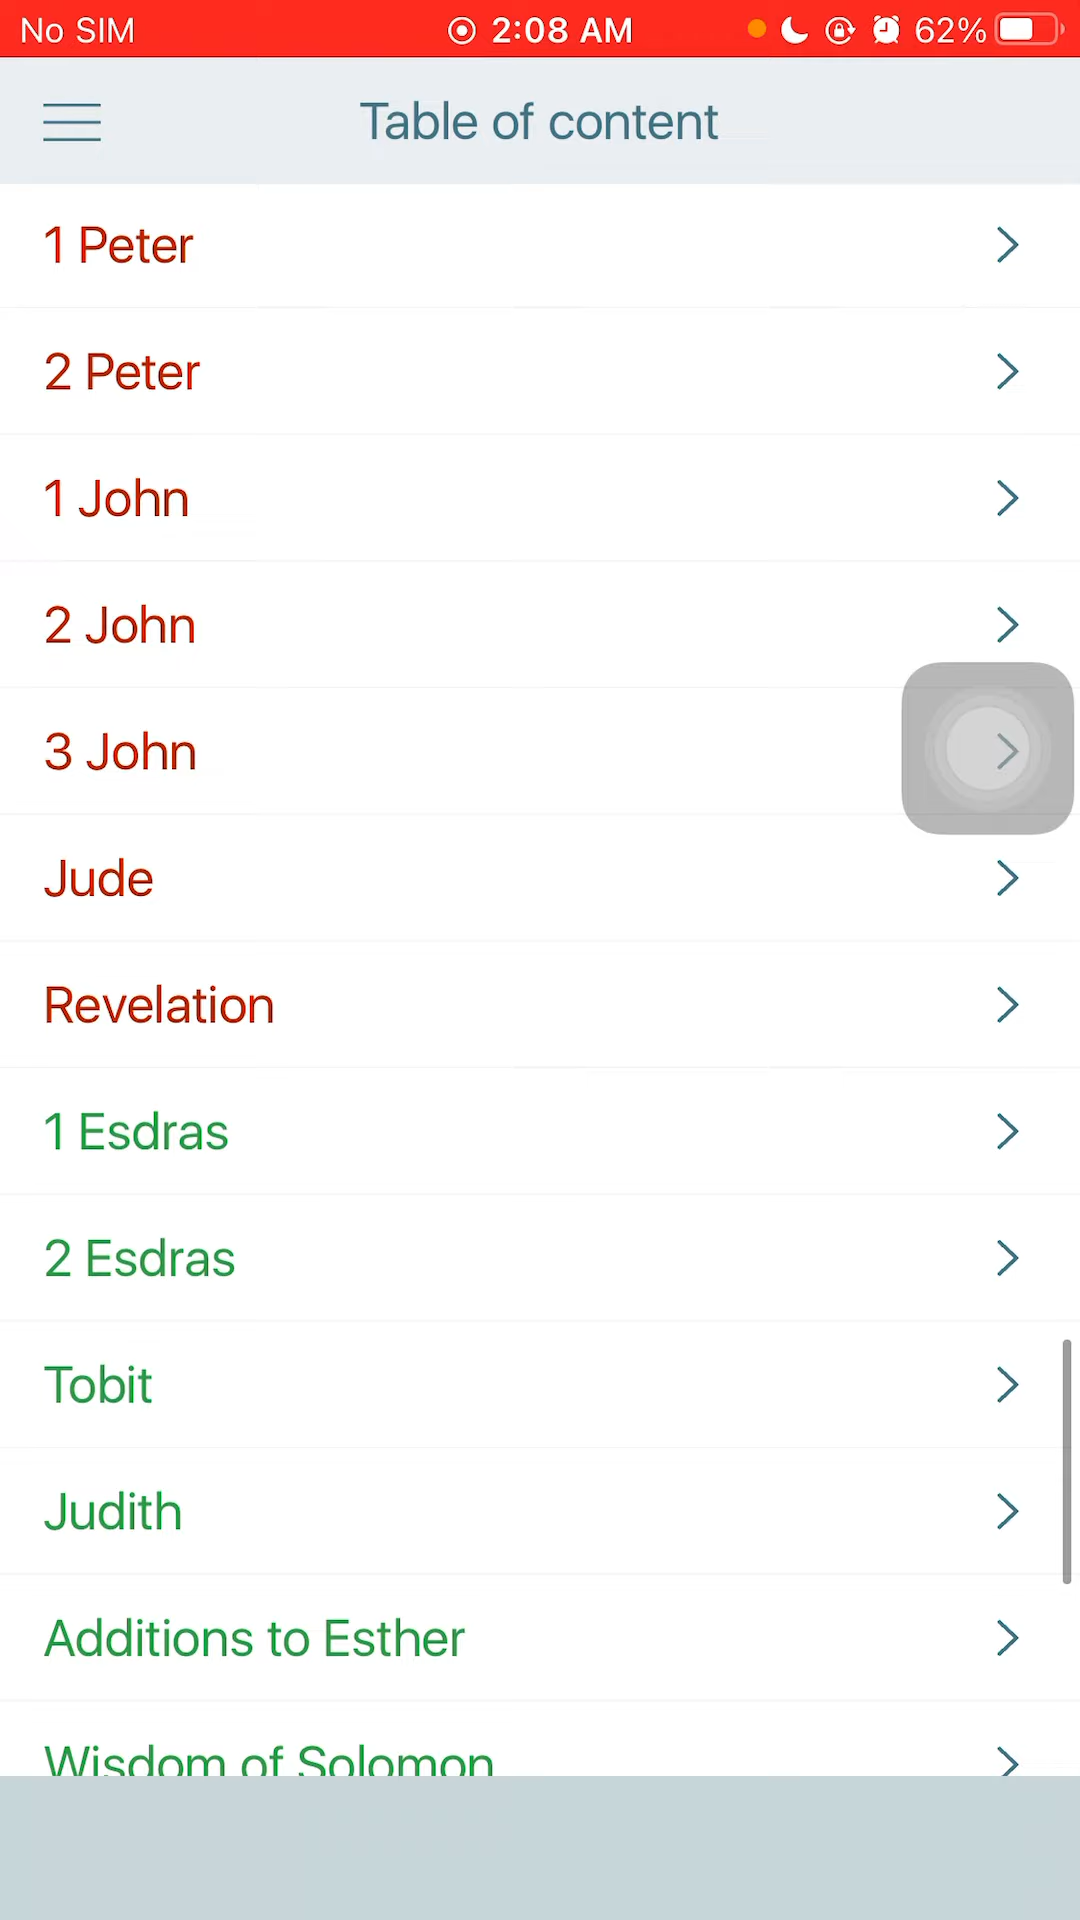 No SIM
2:08 AM
62%
Table of content
1 Peter
2 Peter
1 John
2 John
3 John
Jude
Revelation
1 Esdras
2 Esdras
Tobit
Judith
Additions to Esther
Wisdom of Solomon